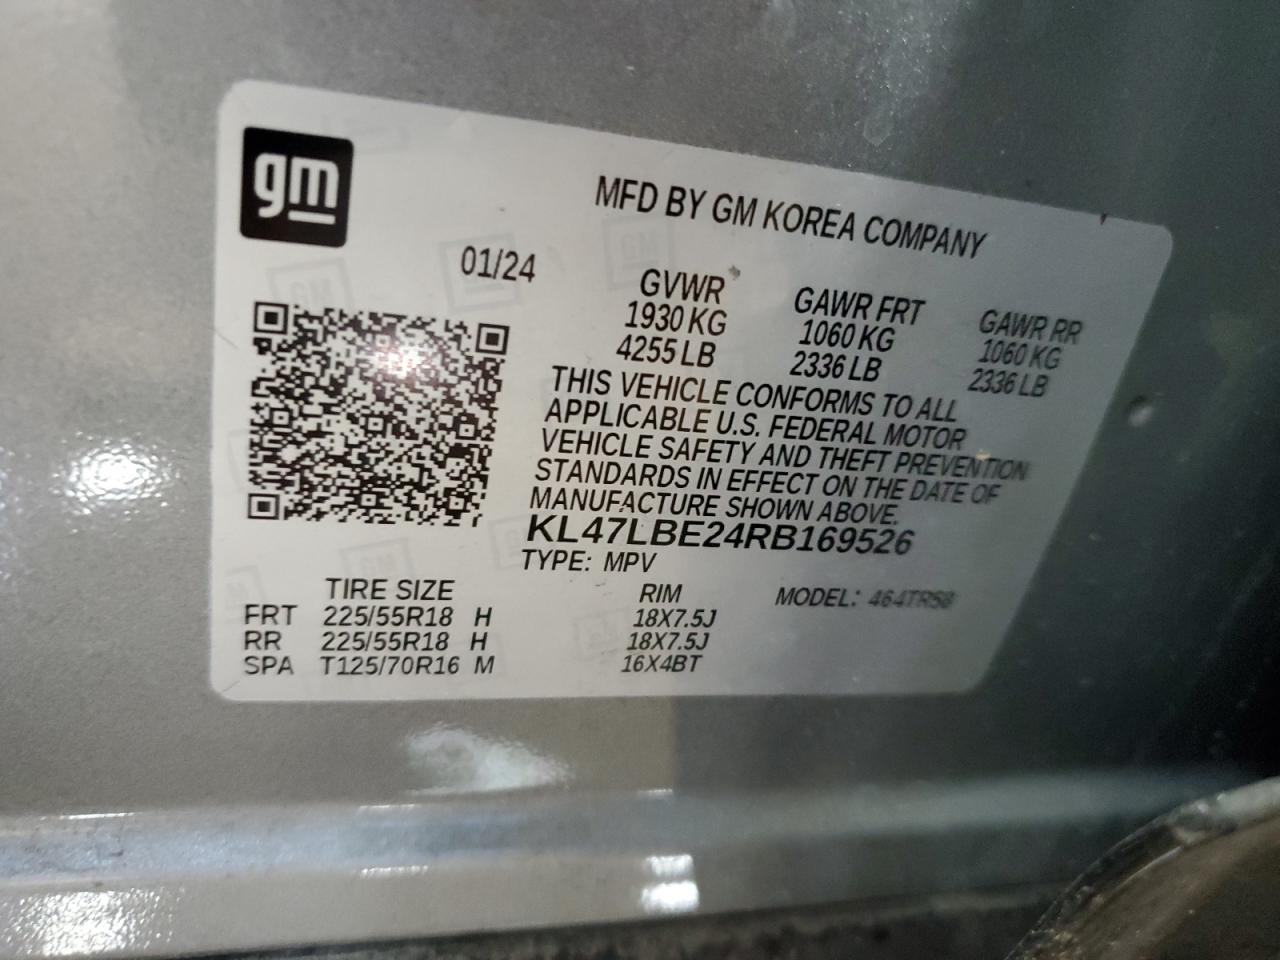 gm
MFD BY GM KOREA COMPANY
01/24
GVWR GAWR FRT GAWR RR
1930 KG 1060 KG 1060 KG
4255 LB 2336 LB 2336 LB
THIS VEHICLE CONFORMS TO ALL
APPLICABLE U.S. FEDERAL MOTOR
VEHICLE SAFETY AND THEFT PREVENTION
STANDARDS IN EFFECT ON THE DATE OF
MANUFACTURE SHOWN ABOVE.
KL47LBE24RB169526
TYPE: MPV
MODEL:
TIRE SIZE RIM
FRT 225/55R18 H 18X7.5J
RR 225/55R18 H 18X7.5J
SPA T125/70R16 M 16X4BT